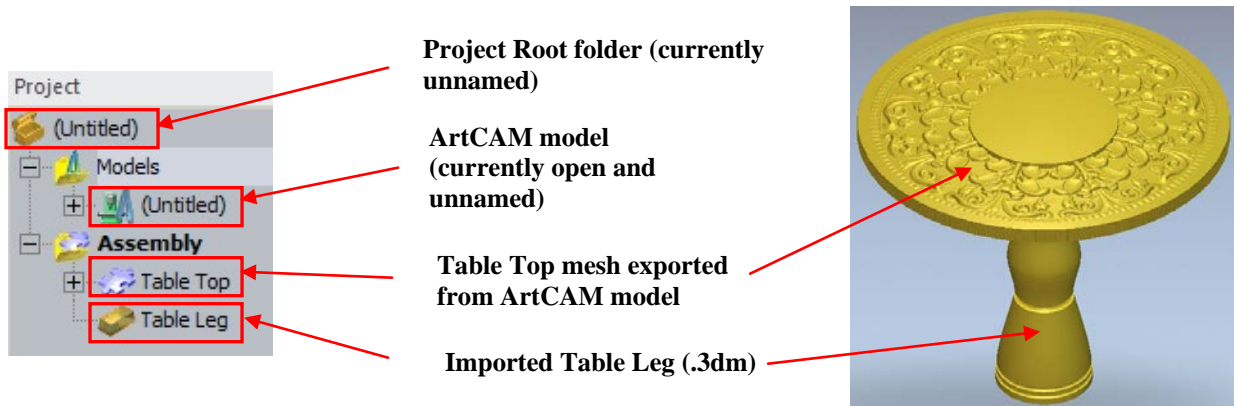 Project
(Untitled)
Models
(Untitled)
Assembly
Table Top
Table Leg
Project Root folder (currently
unnamed)
ArtCAM model
(currently open and
unnamed)
Table Top mesh exported
from ArtCAM model
Imported Table Leg (.3dm)